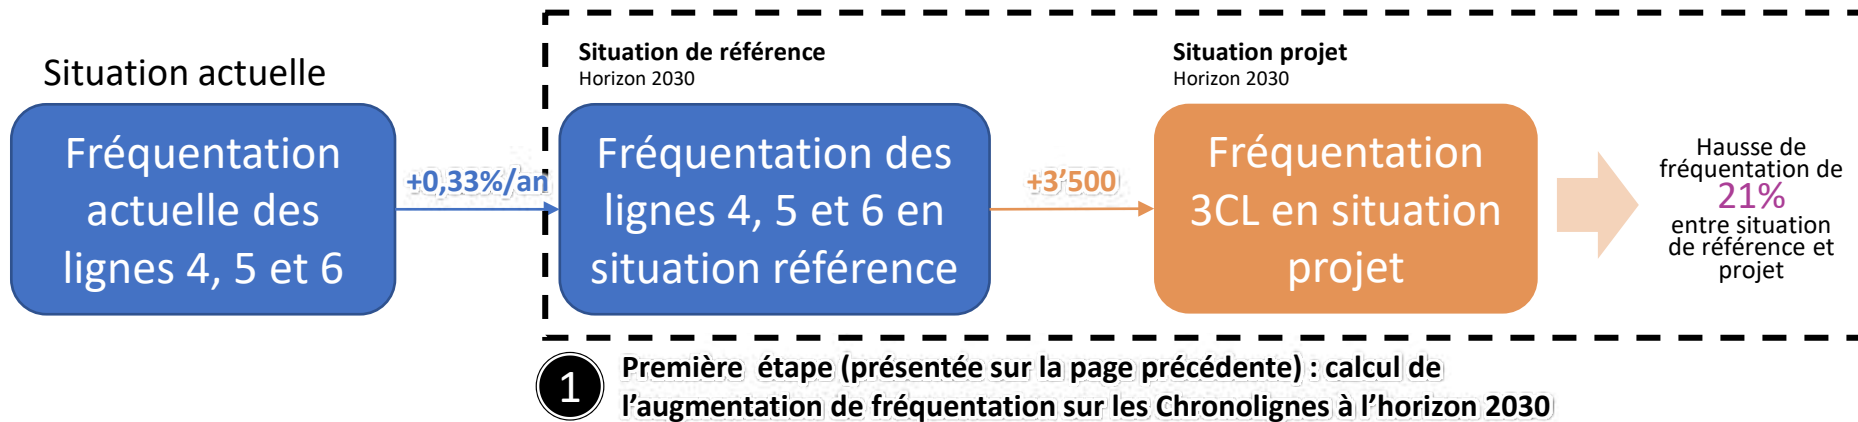 Situation actuelle
Fréquentation
actuelle des
lignes 4, 5 et 6
+0,33%/an
Situation de référence
Horizon 2030
Fréquentation des
lignes 4, 5 et 6 en
situation référence
+3’500
Situation projet
Horizon 2030
Fréquentation
3CL en situation
projet
Hausse de
fréquentation de
21%
entre situation
de référence et
projet
1
Première étape (présentée sur la page précédente) : calcul de
l’augmentation de fréquentation sur les Chronolignes à l’horizon 2030